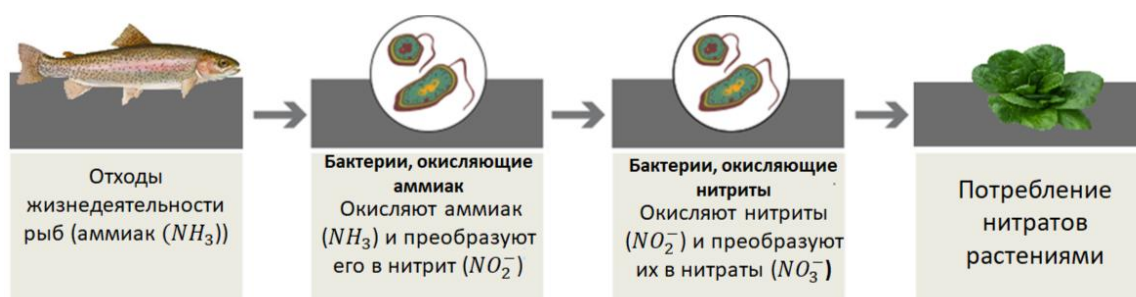 Отходы
жизнедеятельности
рыб (аммиак (NH₃))
Бактерии, окисляющие
аммиак
Окисляют аммиак
(NH₃) и преобразуют
его в нитрит (NO₂⁻)
Бактерии, окисляющие
нитриты
Окисляют нитриты
(NO₂⁻) и преобразуют
их в нитраты (NO₃⁻)
Потребление
нитратов
растениями